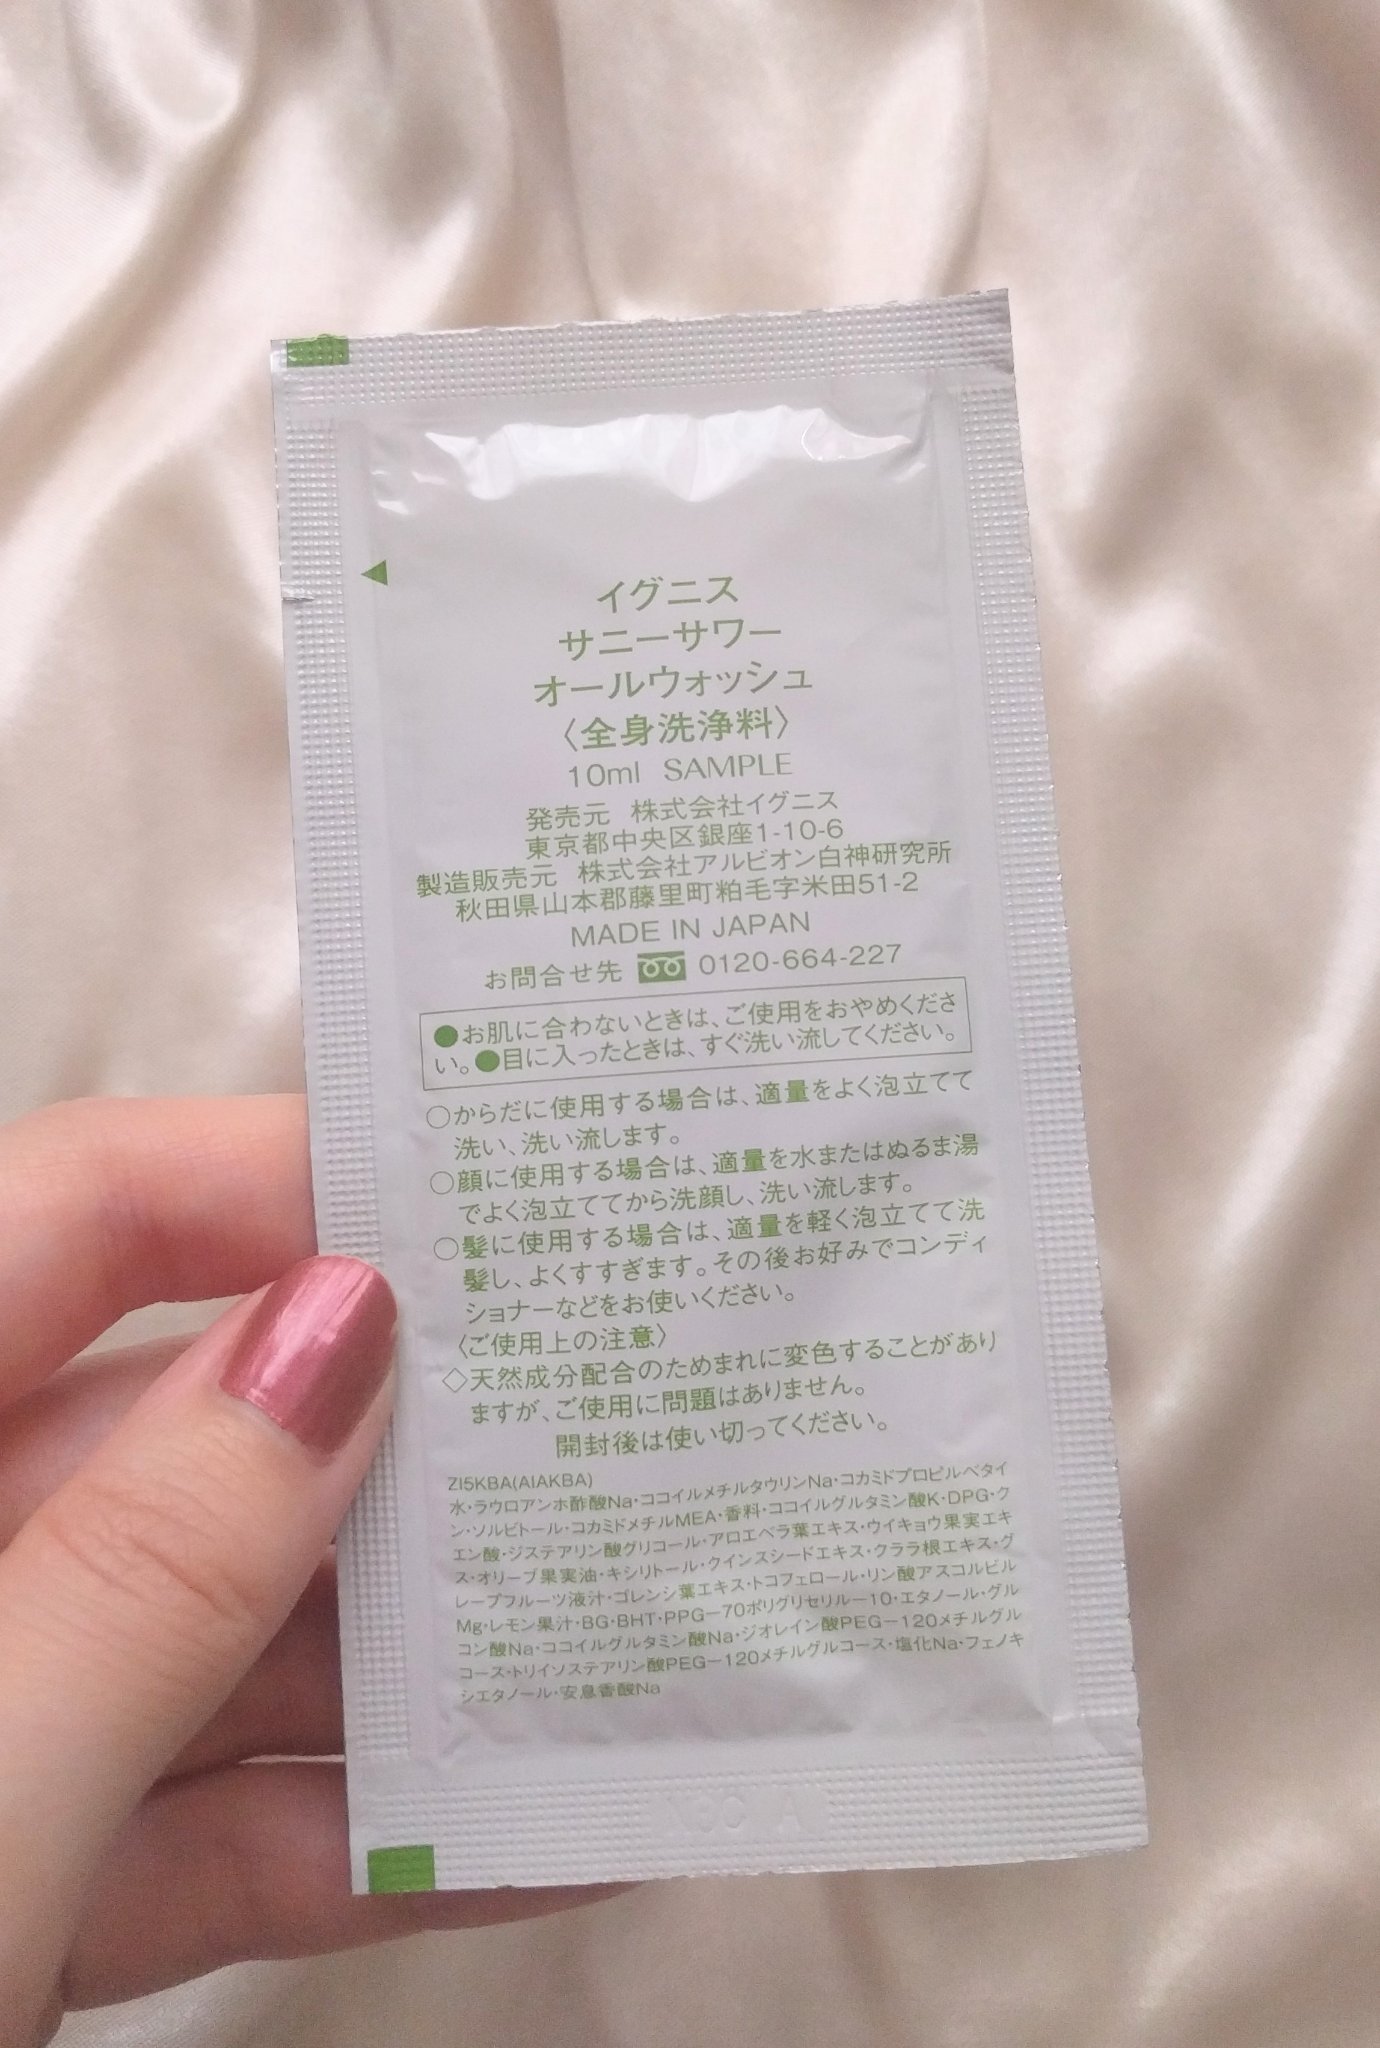 イグニス
サニーサワー
オールウォッシュ
〈全身洗浄料〉
10ml SAMPLE
発売元 株式会社イグニス
東京都中央区銀座1-10-6
製造販売元 株式会社アルビオン白神研究所
秋田県山本郡藤里町粕毛字米田51-2
MADE IN JAPAN
お問合せ先 0120-664-227
●お肌に合わないときは、ご使用をおやめくださ
い。●目に入ったときは、すぐ洗い流してください。
○からだに使用する場合は、適量をよく泡立てて
洗い、洗い流します。
○顔に使用する場合は、適量を水またはぬるま湯
でよく泡立ててから洗顔し、洗い流します。
○髪に使用する場合は、適量を軽く泡立てて洗
髪し、よくすすぎます。その後お好みでコンディ
ショナーなどをお使いください。
〈ご使用上の注意〉
◇天然成分配合のためまれに変色することがあり
ますが、ご使用に問題はありません。
開封後は使い切ってください。
ZI5KBA(AIAKBA)
水・ラウロアンホ酢酸Na・ココイルメチルタウリンNa・コカミドプロピルベタイ
ン・ソルビトール・コカミドメチルMEA・香料・ココイルグルタミン酸K・DPG・ク
エン酸・ジステアリン酸グリコール・アロエベラ葉エキス・ウイキョウ果実エキ
ス・オリーブ果実油・キシリトール・クインスシードエキス・クララ根エキス・グ
レープフルーツ液汁・ゴレンシ葉エキス・トコフェロール・リン酸アスコルビル
Mg・レモン果汁・BG・BHT・PPG－70ポリグリセリル－10・エタノール・グル
コン酸Na・ココイルグルタミン酸Na・ジオレイン酸PEG－120メチルグル
コース・トリイソステアリン酸PEG－120メチルグルコース・塩化Na・フェノキ
シエタノール・安息香酸Na